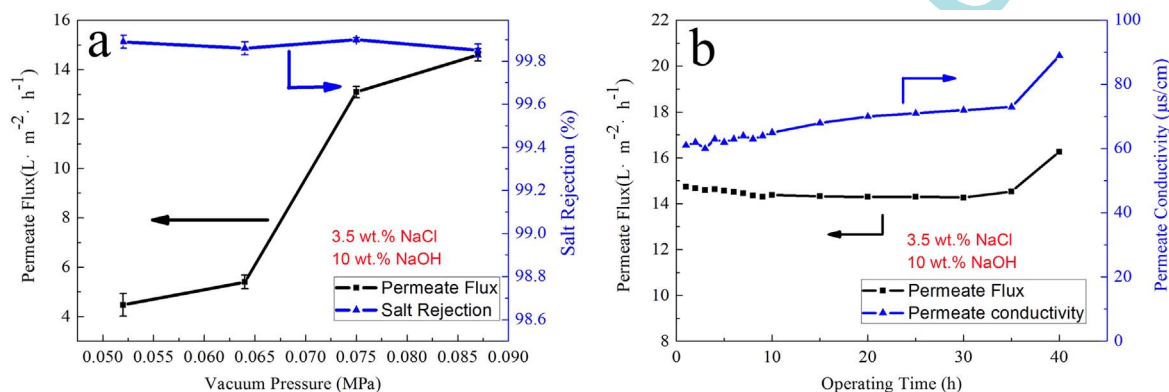 a
Permeate Flux(L· m⁻²· h⁻¹)
16
14
12
10
8
6
4
99.8
99.6
99.4
99.2
99.0
98.8
98.6
Salt Rejection (%)
3.5 wt.% NaCl
10 wt.% NaOH
Permeate Flux
Salt Rejection
0.050 0.055 0.060 0.065 0.070 0.075 0.080 0.085 0.090
Vacuum Pressure (MPa)
b
Permeate Flux(L· m⁻²· h⁻¹)
22
20
18
16
14
12
10
8
100
80
60
40
20
0
Permeate Conductivity (μs/cm)
3.5 wt.% NaCl
10 wt.% NaOH
Permeate Flux
Permeate conductivity
0 10 20 30 40
Operating Time (h)